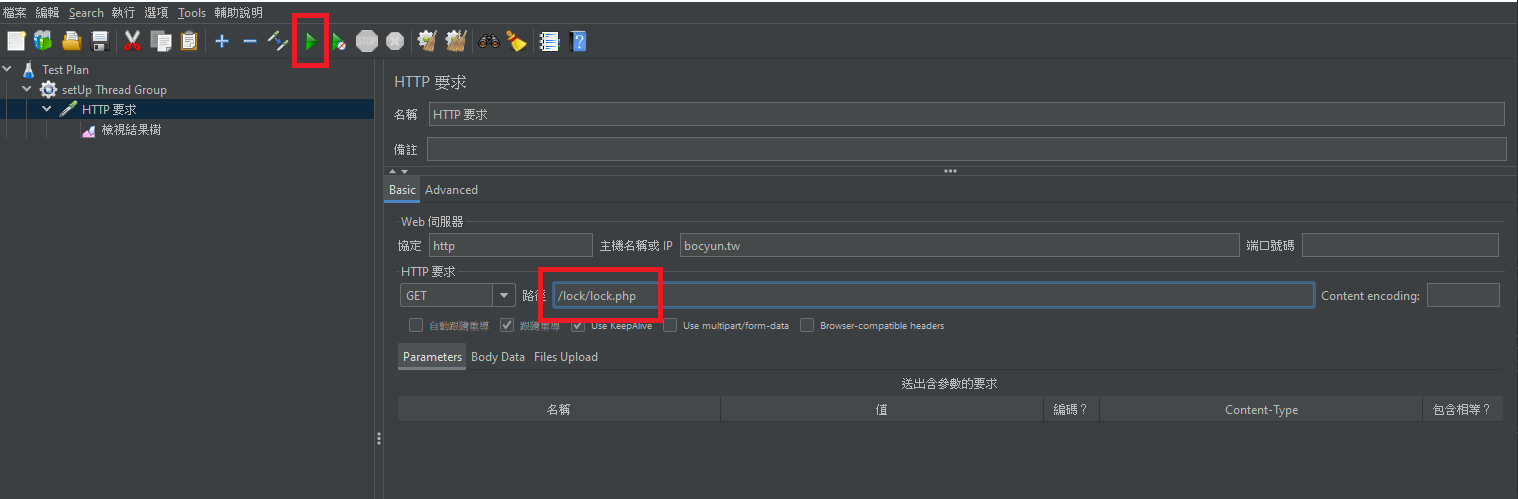 檔案 編輯 Search 執行 選項 Tools 輔助說明
STOP
Test Plan
setUp Thread Group
HTTP 要求
檢視結果樹
HTTP 要求
名稱 HTTP 要求
備註
Basic Advanced
Web 伺服器
協定 http 主機名稱或 IP bocyun.tw 端口號碼
HTTP 要求
GET 路徑 /lock/lock.php Content encoding:
自動跟隨重導 跟隨重導 Use KeepAlive Use multipart/form-data Browser-compatible headers
Parameters Body Data Files Upload
送出含參數的要求
名稱 值 編碼？ Content-Type 包含相等？